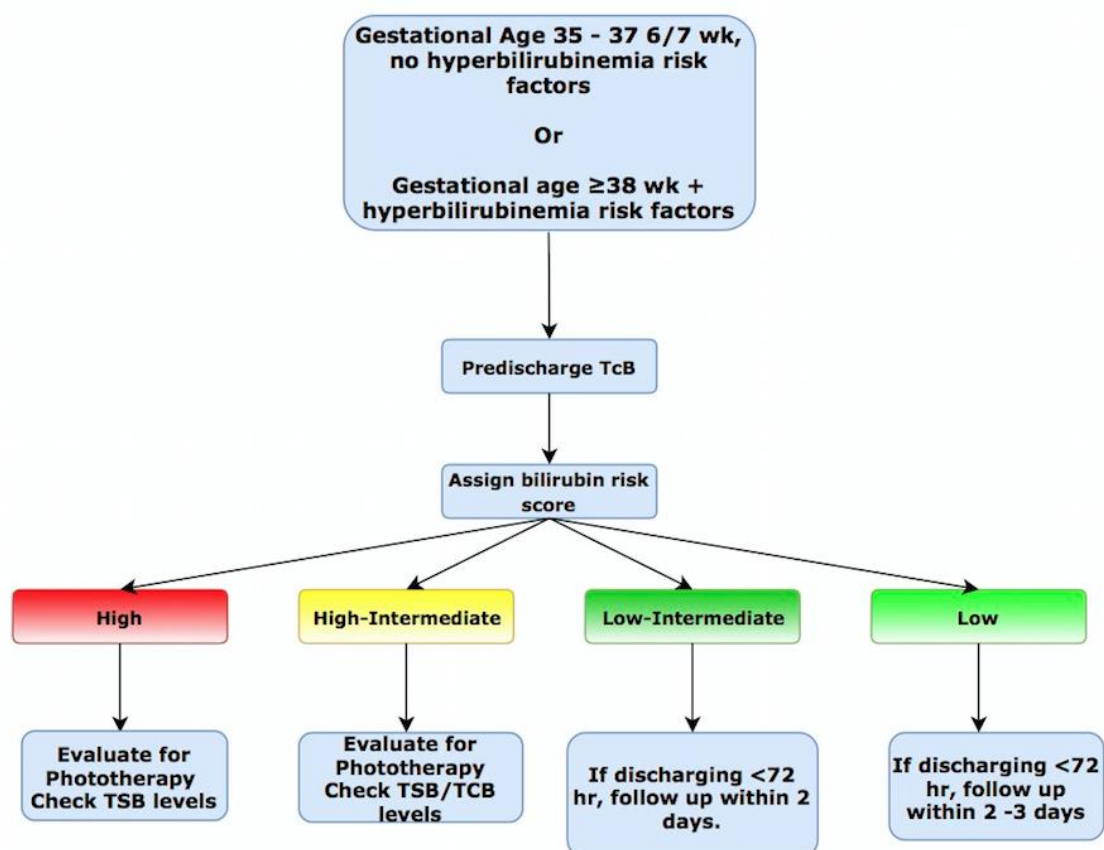 Gestational Age 35 - 37 6/7 wk,
no hyperbilirubinemia risk
factors
Or
Gestational age ≥38 wk +
hyperbilirubinemia risk factors
Predischarge TcB
Assign bilirubin risk
score
High
High-Intermediate
Low-Intermediate
Low
Evaluate for
Phototherapy
Check TSB levels
Evaluate for
Phototherapy
Check TSB/TCB
levels
If discharging <72
hr, follow up within 2
days.
If discharging <72
hr, follow up
within 2 -3 days